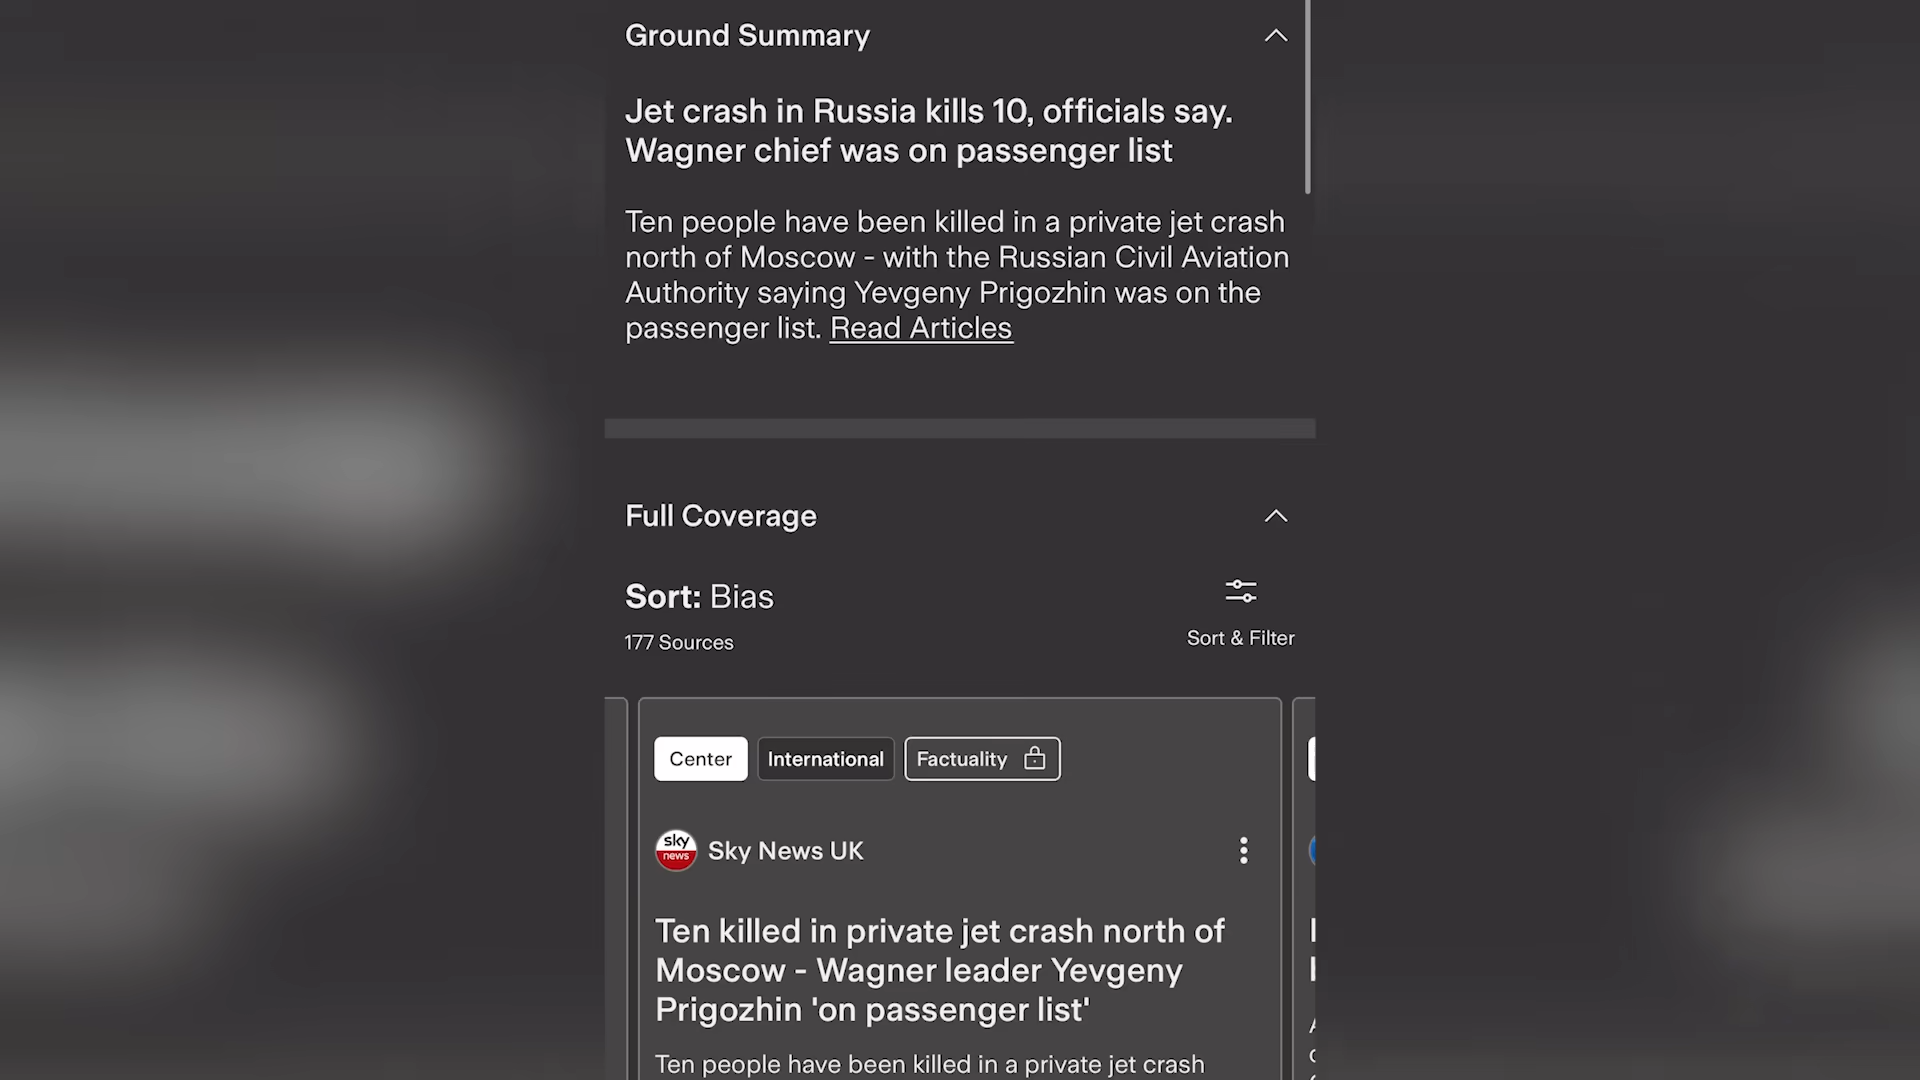 Ground Summary
Jet crash in Russia kills 10, officials say.
Wagner chief was on passenger list
Ten people have been killed in a private jet crash
north of Moscow - with the Russian Civil Aviation
Authority saying Yevgeny Prigozhin was on the
passenger list. Read Articles
Full Coverage
Sort: Bias
177 Sources
Sort & Filter
Center International Factuality
sky
news
Sky News UK
Ten killed in private jet crash north of
Moscow - Wagner leader Yevgeny
Prigozhin 'on passenger list'
Ten people have been killed in a private jet crash